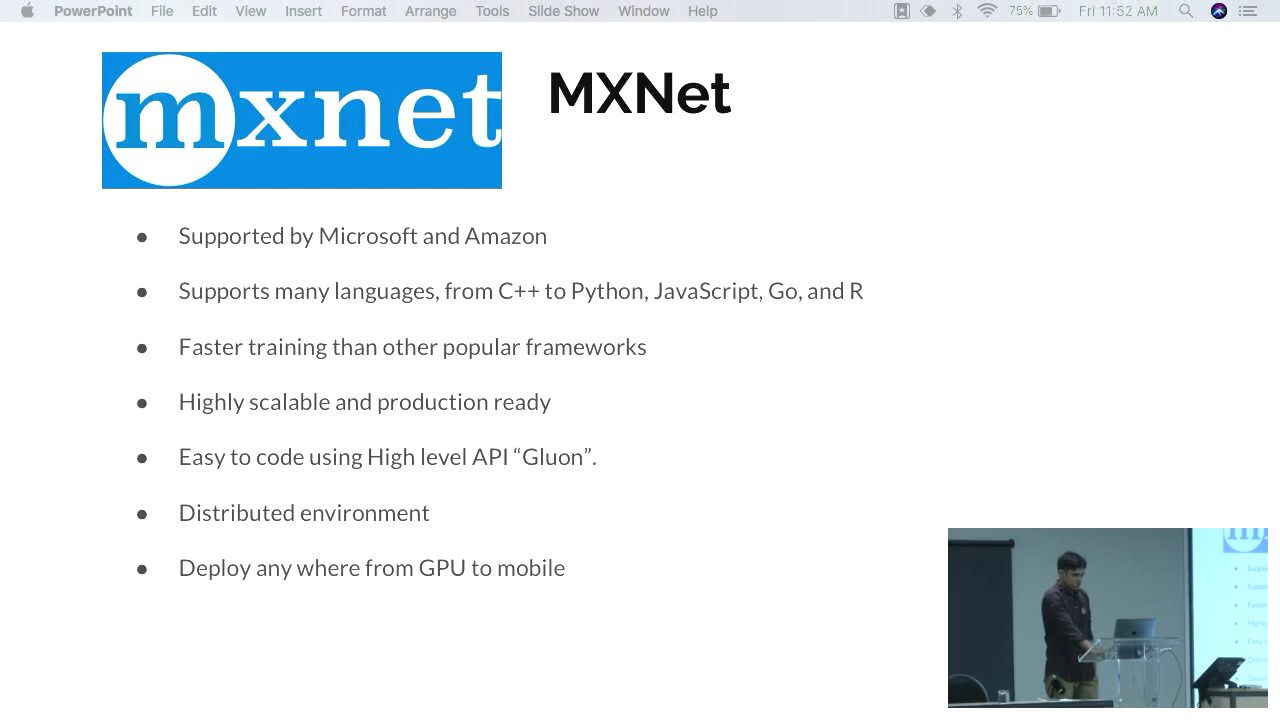 PowerPoint File Edit View Insert Format Arrange Tools Slide Show Window Help 75% Fri 11:52 AM
mxnet
MXNet
● Supported by Microsoft and Amazon
● Supports many languages, from C++ to Python, JavaScript, Go, and R
● Faster training than other popular frameworks
● Highly scalable and production ready
● Easy to code using High level API “Gluon”.
● Distributed environment
● Deploy any where from GPU to mobile